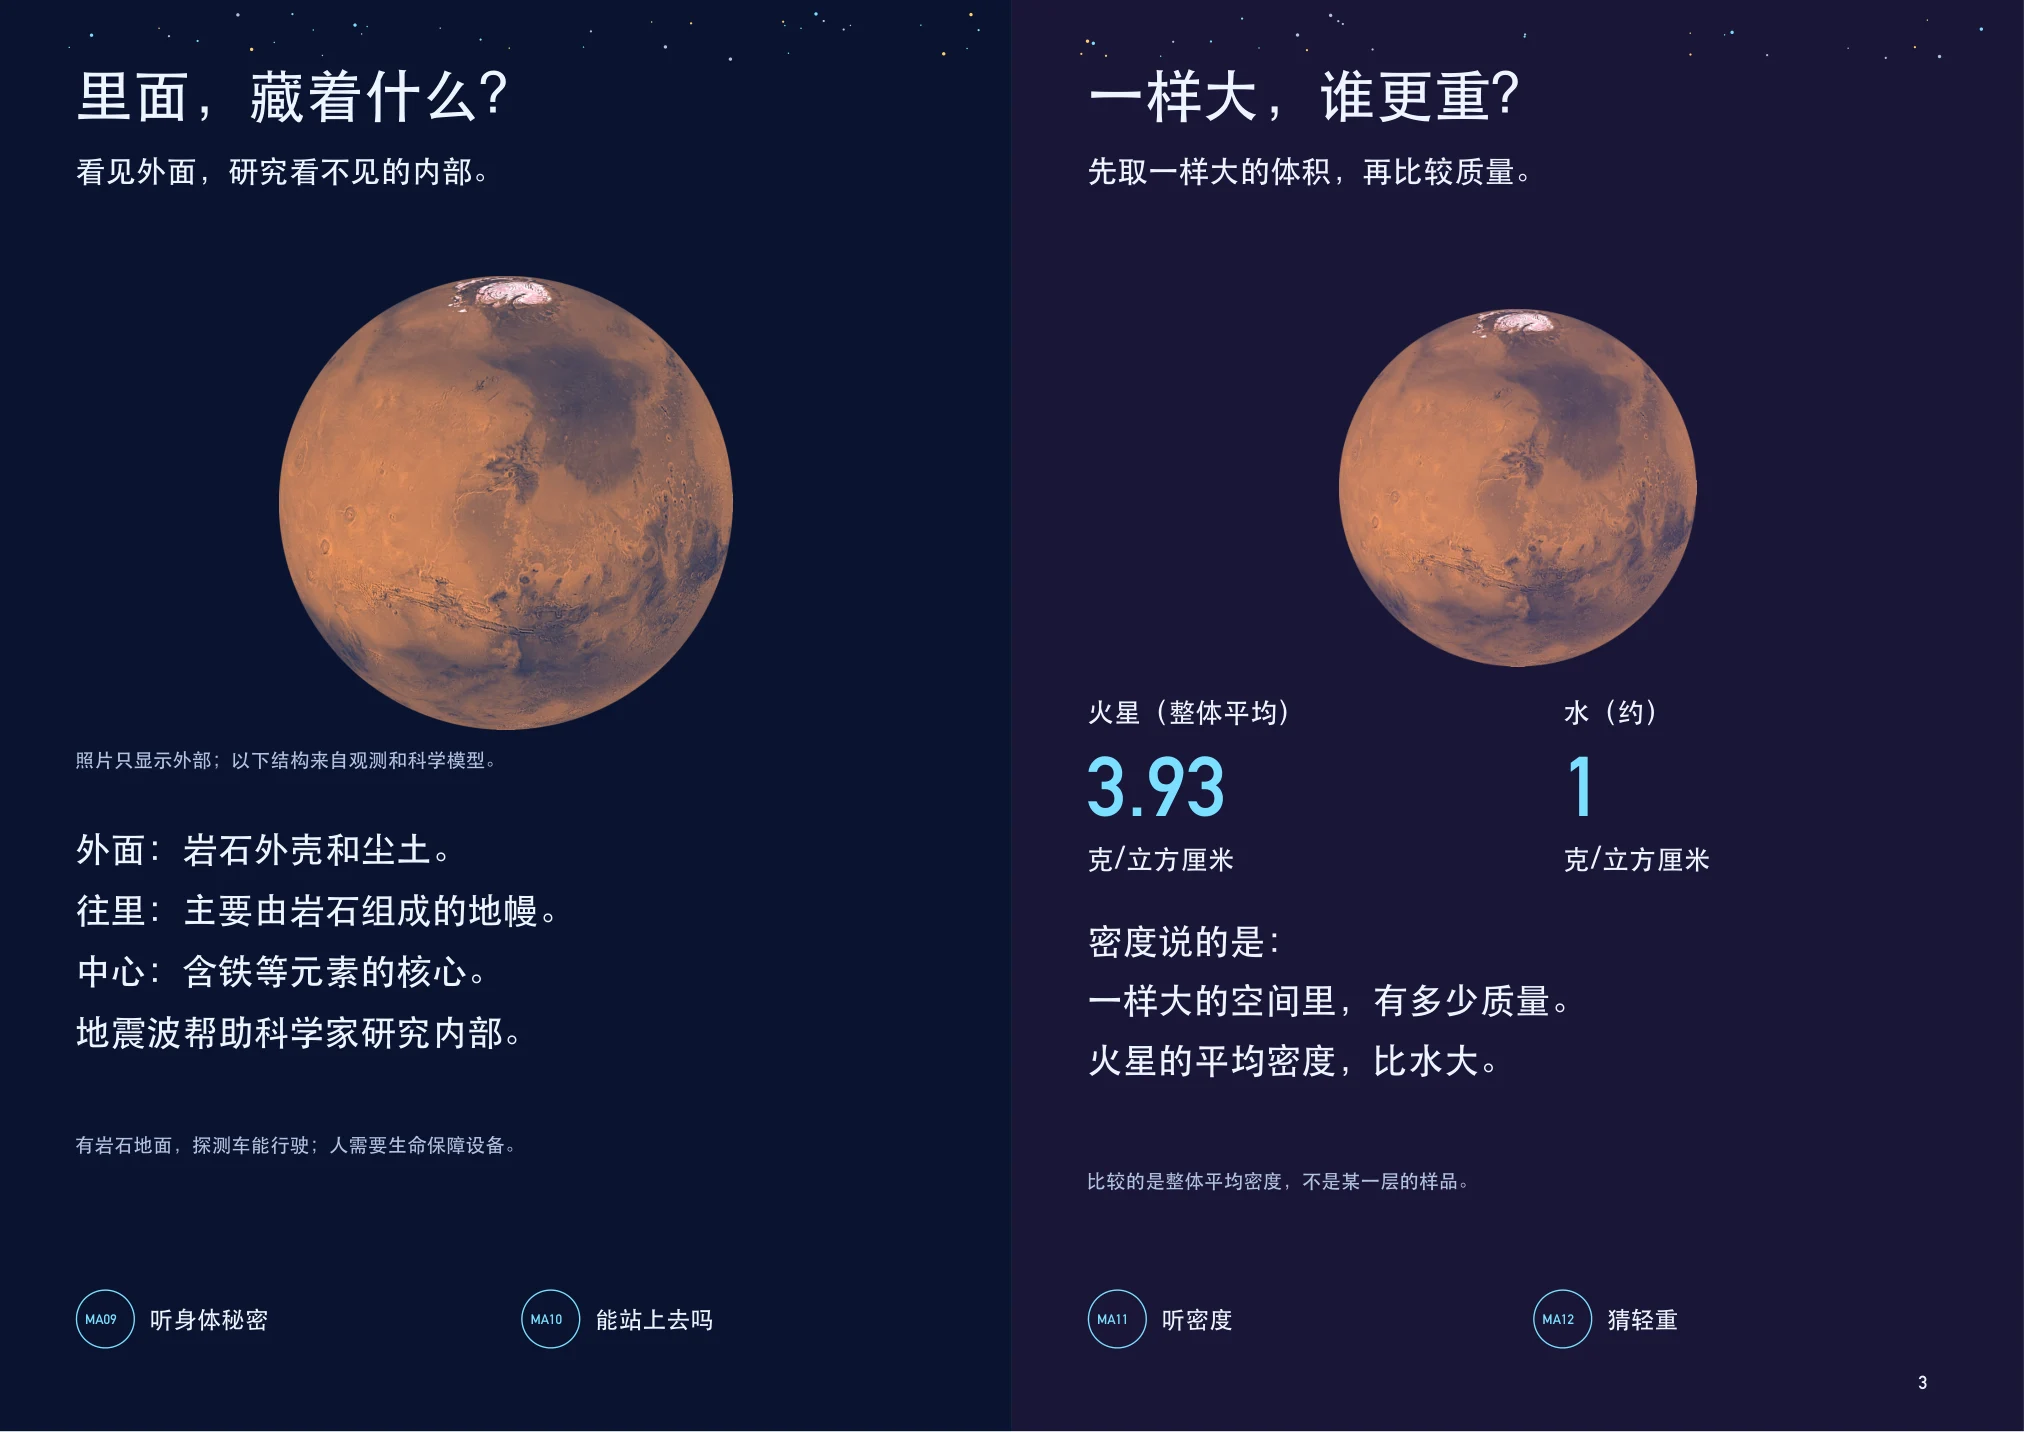 里面，藏着什么？
看见外面，研究看不见的内部。
照片只显示外部；以下结构来自观测和科学模型。
外面：岩石外壳和尘土。
往里：主要由岩石组成的地幔。
中心：含铁等元素的核心。
地震波帮助科学家研究内部。
有岩石地面，探测车能行驶；人需要生命保障设备。
MA09 听身体秘密
MA10 能站上去吗
一样大，谁更重？
先取一样大的体积，再比较质量。
火星（整体平均）
3.93
克/立方厘米
水（约）
1
克/立方厘米
密度说的是：
一样大的空间里，有多少质量。
火星的平均密度，比水大。
比较的是整体平均密度，不是某一层的样品。
MA11 听密度
MA12 猜轻重
3